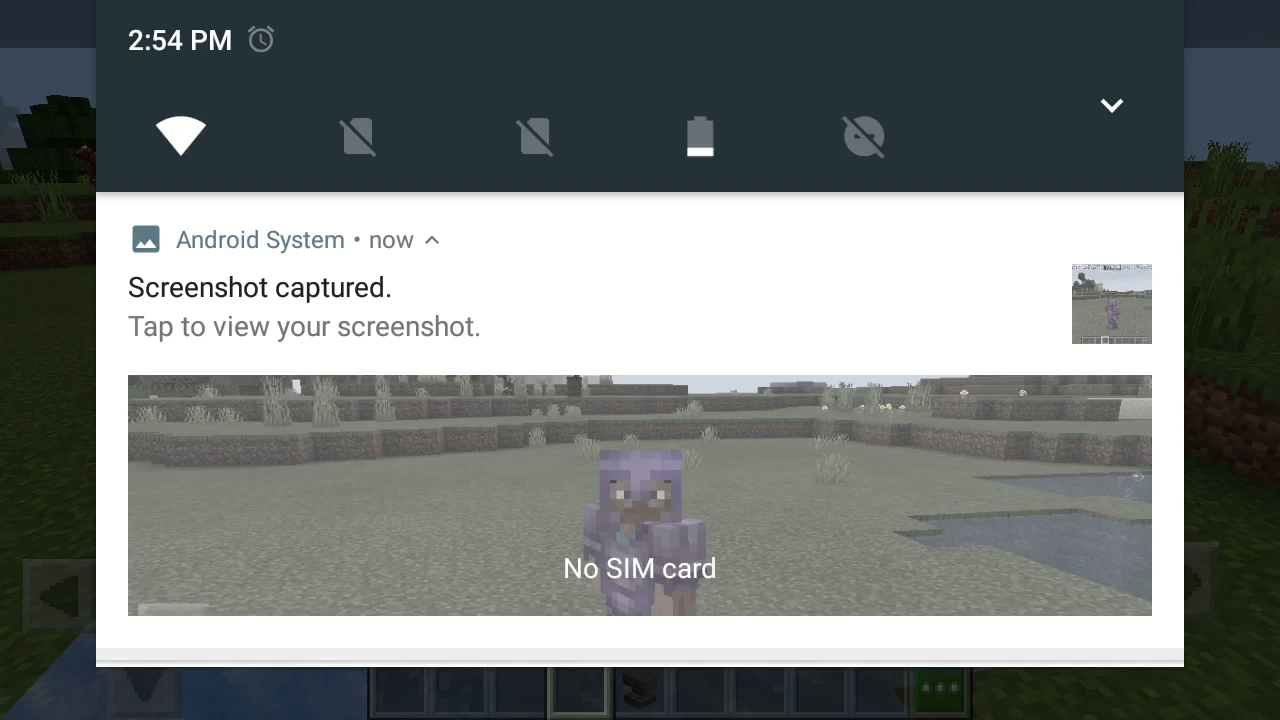 2:54 PM
Android System • now
Screenshot captured.
Tap to view your screenshot.
No SIM card